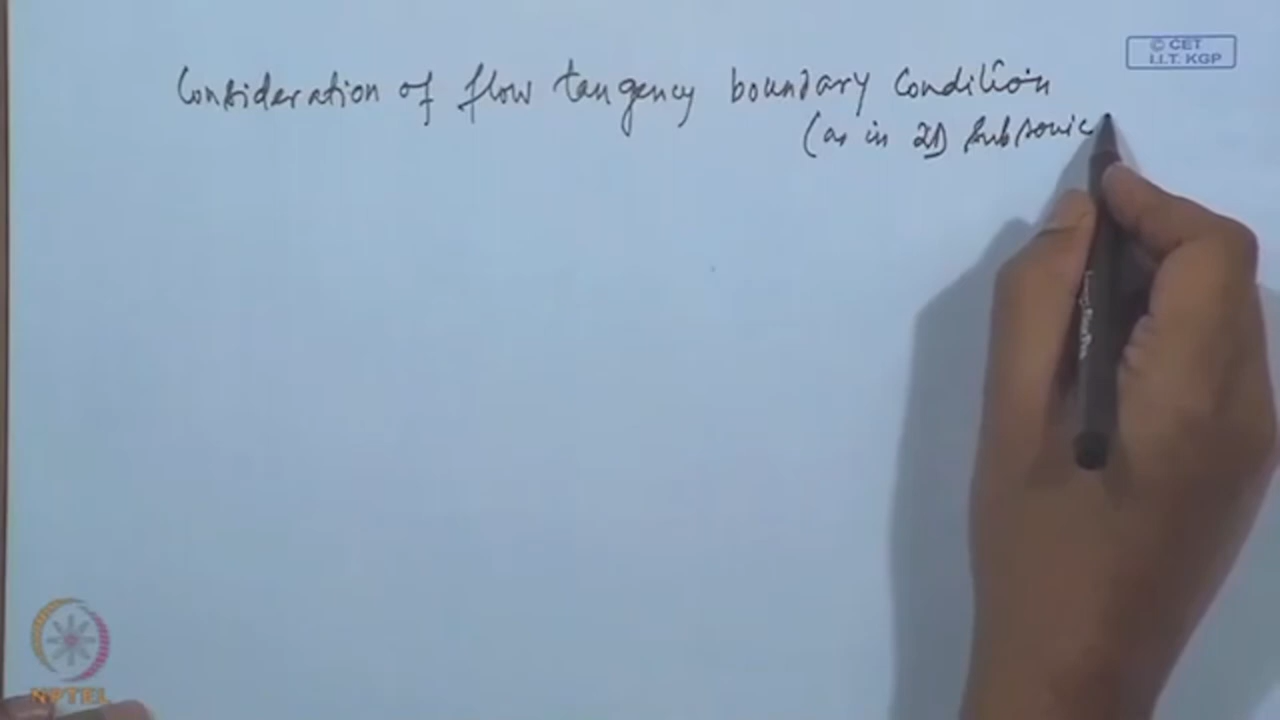 © CET
I.I.T. KGP
Consideration of flow tangency boundary condition
(as in 2D subsonic
NPTEL